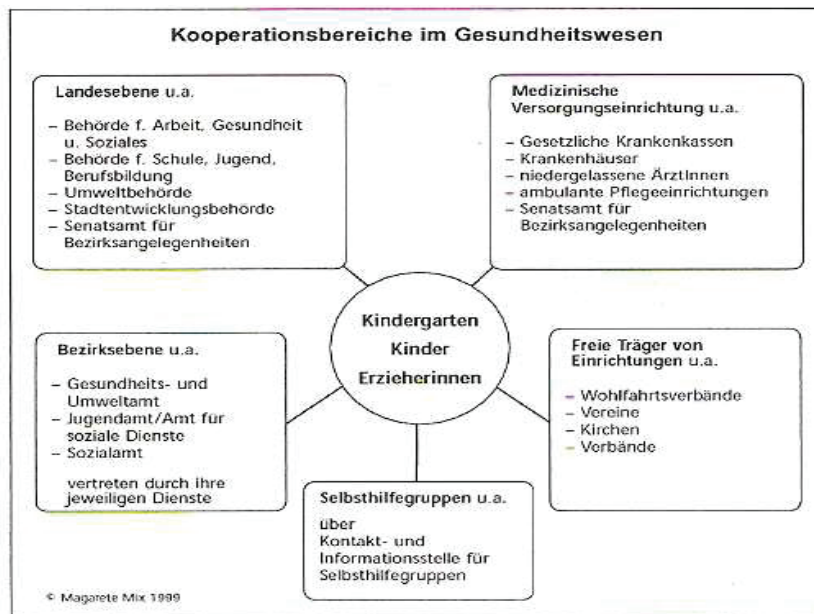 Kooperationsbereiche im Gesundheitswesen
Landesebene u.a.
– Behörde f. Arbeit, Gesundheit
u. Soziales
– Behörde f. Schule, Jugend,
Berufsbildung
– Umweltbehörde
– Stadtentwicklungsbehörde
– Senatsamt für
Bezirksangelegenheiten
Medizinische
Versorgungseinrichtung u.a.
– Gesetzliche Krankenkassen
– Krankenhäuser
– niedergelassene ÄrztInnen
– ambulante Pflegeeinrichtungen
– Senatsamt für
Bezirksangelegenheiten
Kindergarten
Kinder
Erzieherinnen
Bezirksebene u.a.
– Gesundheits- und
Umweltamt
– Jugendamt/Amt für
soziale Dienste
– Sozialamt
vertreten durch ihre
jeweiligen Dienste
Freie Träger von
Einrichtungen u.a.
– Wohlfahrtsverbände
– Vereine
– Kirchen
– Verbände
Selbsthilfegruppen u.a.
über
Kontakt- und
Informationsstelle für
Selbsthilfegruppen
© Magarete Mix 1999